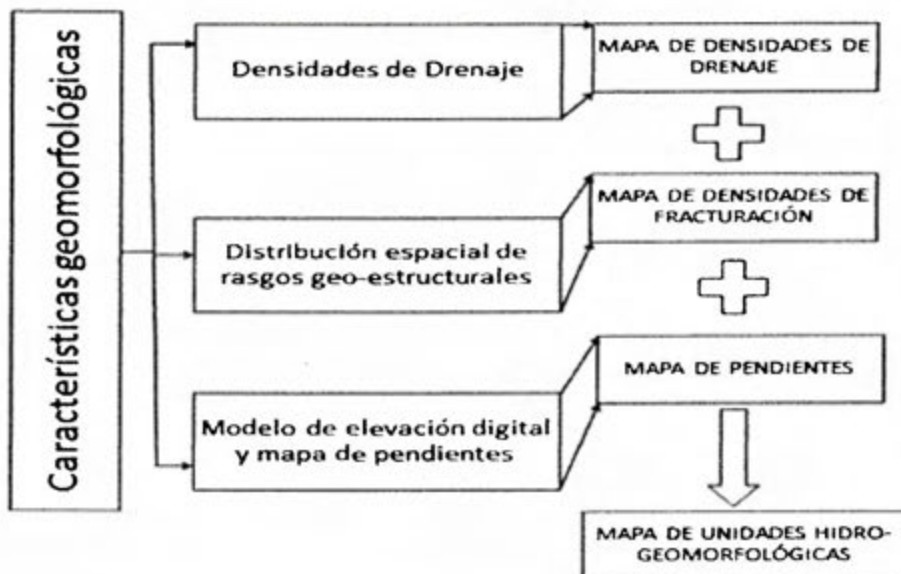 Características geomorfológicas
Densidades de Drenaje
MAPA DE DENSIDADES DE
DRENAJE
Distribución espacial de
rasgos geo-estructurales
MAPA DE DENSIDADES DE
FRACTURACIÓN
Modelo de elevación digital
y mapa de pendientes
MAPA DE PENDIENTES
MAPA DE UNIDADES HIDRO-
GEOMORFOLÓGICAS